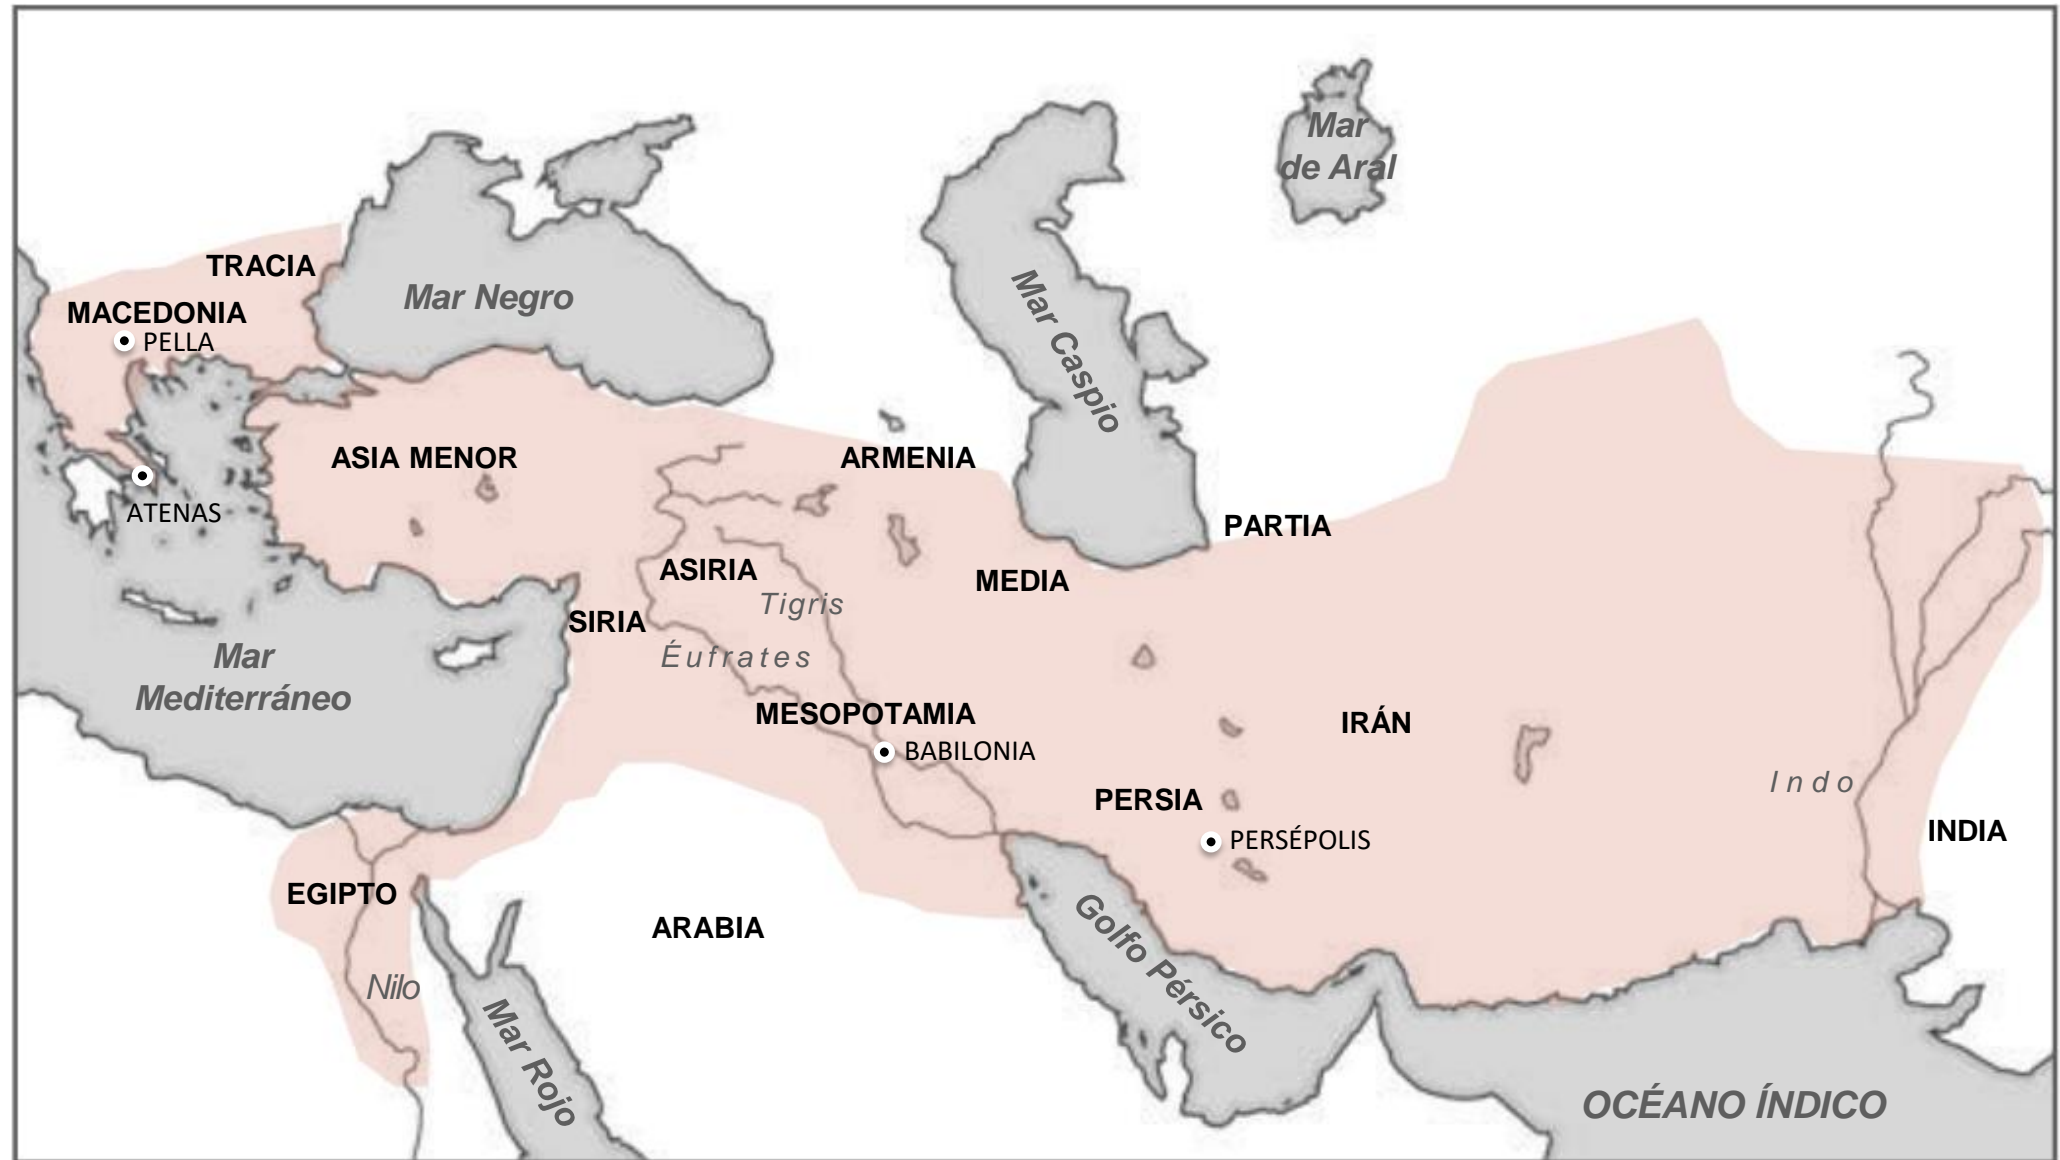 Mar
de Aral
TRACIA
Mar Negro
MACEDONIA
PELLA
Mar Caspio
ASIA MENOR
ARMENIA
ATENAS
PARTIA
ASIRIA
MEDIA
Tigris
SIRIA
Éufrates
Mar
Mediterráneo
MESOPOTAMIA
IRÁN
BABILONIA
Indo
PERSIA
INDIA
PERSÉPOLIS
EGIPTO
ARABIA
Golfo Pérsico
Nilo
Mar Rojo
OCÉANO ÍNDICO